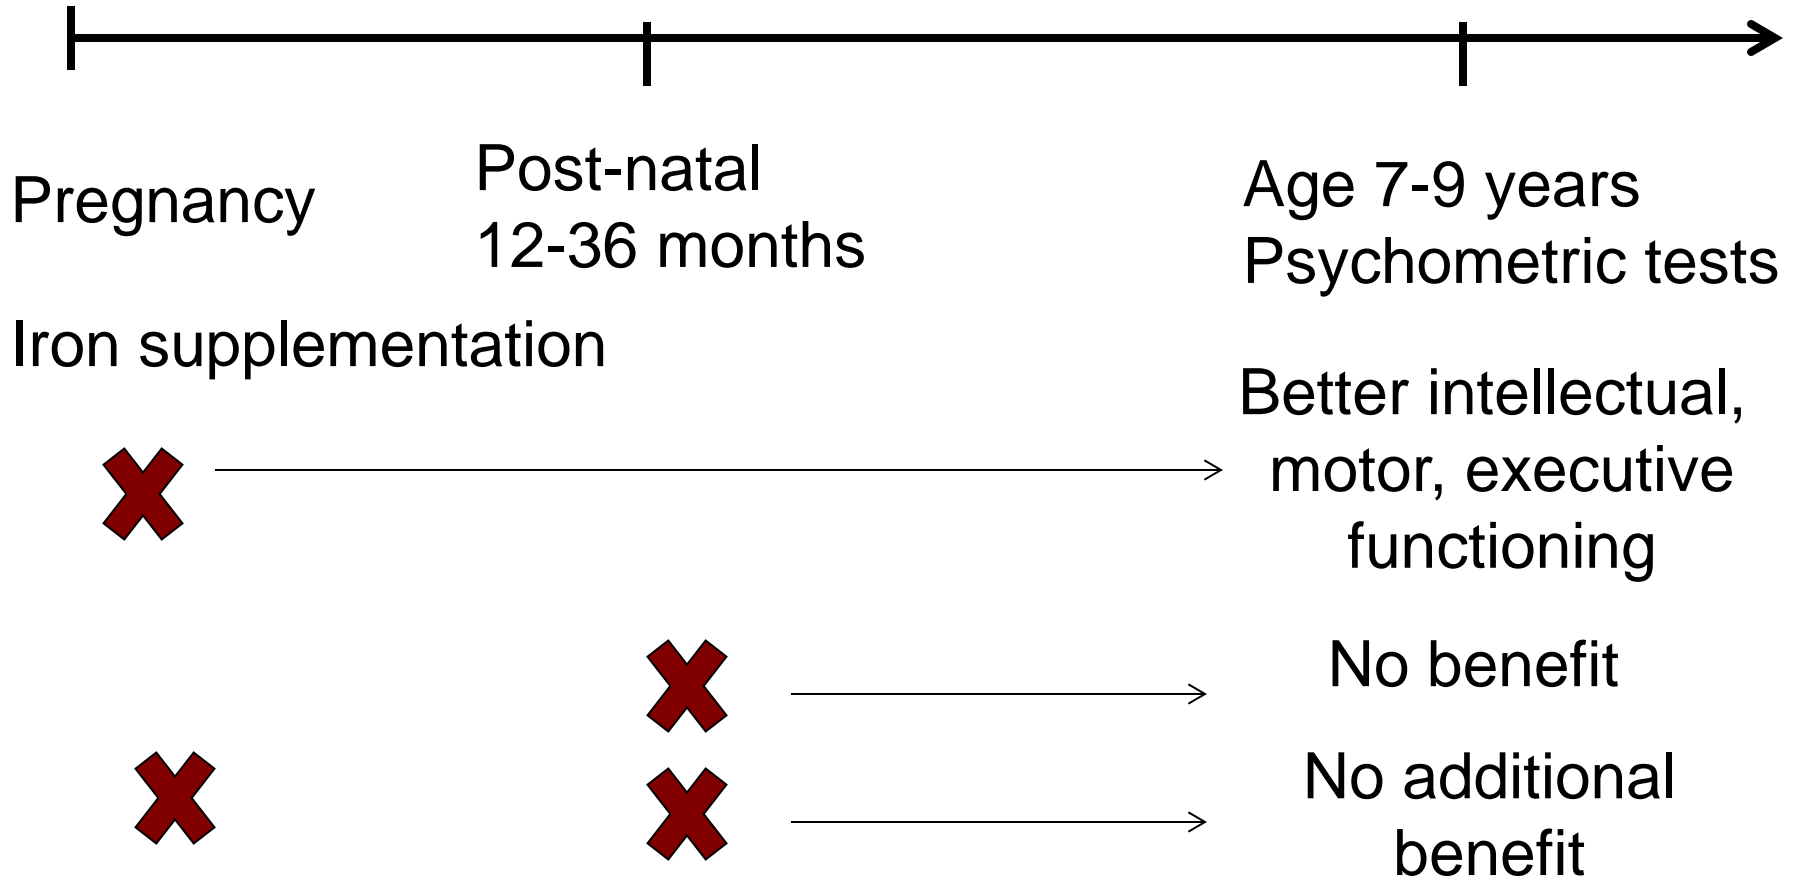 Pregnancy
Post-natal
12-36 months
Age 7-9 years
Psychometric tests
Iron supplementation
Better intellectual,
motor, executive
functioning
No benefit
No additional
benefit